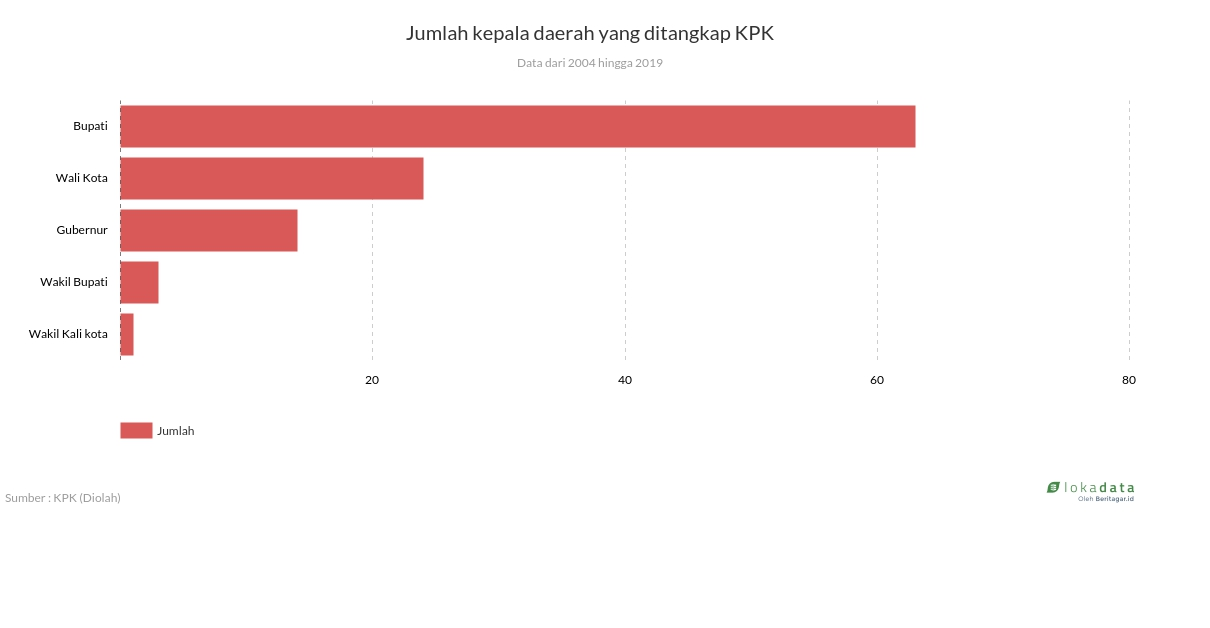 Jumlah kepala daerah yang ditangkap KPK
Data dari 2004 hingga 2019
Bupati
Wali Kota
Gubernur
Wakil Bupati
Wakil Kali kota
20 40 60 80
Jumlah
Sumber : KPK (Diolah)
lokadata
Oleh Beritagar.id